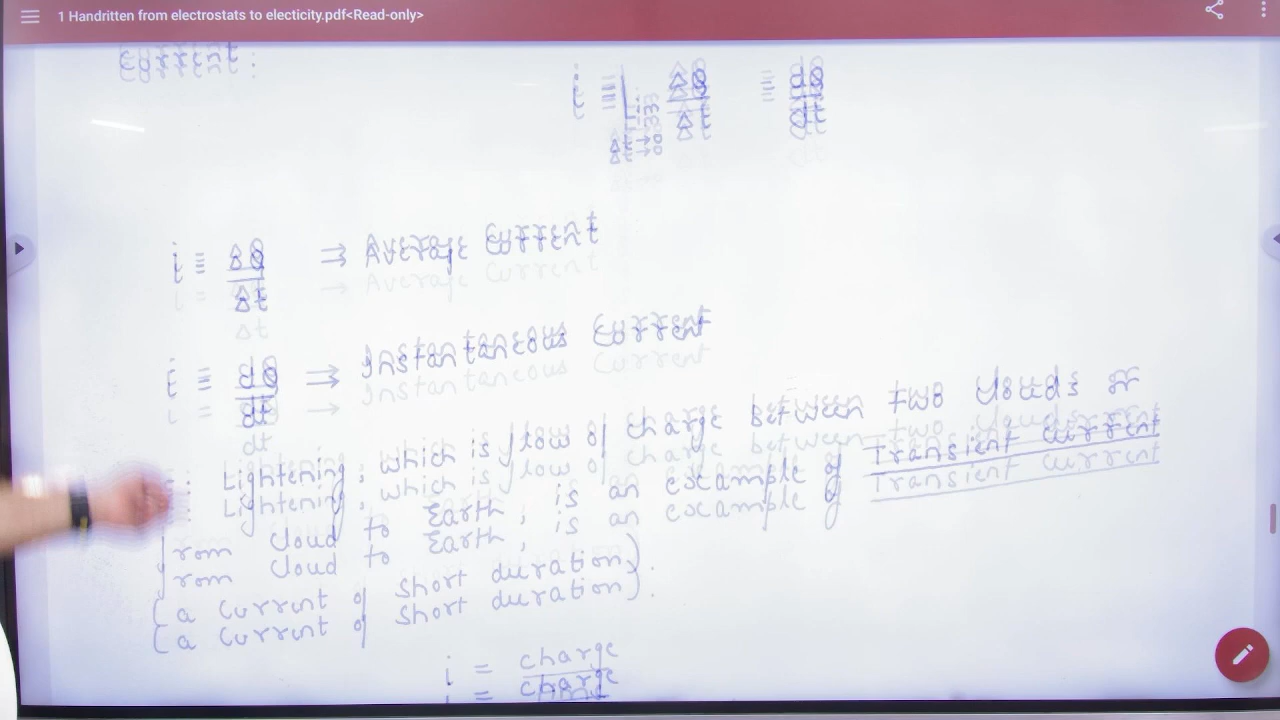 1 Handritten from electrostats to electicity.pdf<Read-only>
Current :
i = ΔQ/Δt = dQ/dt
Δt → 0
i = ΔQ/Δt → Average Current
i = dQ/dt → Instantaneous Current
Lightening, which is flow of charge between two clouds or
from cloud to Earth, is an example of Transient current
(a current of short duration).
i = charge